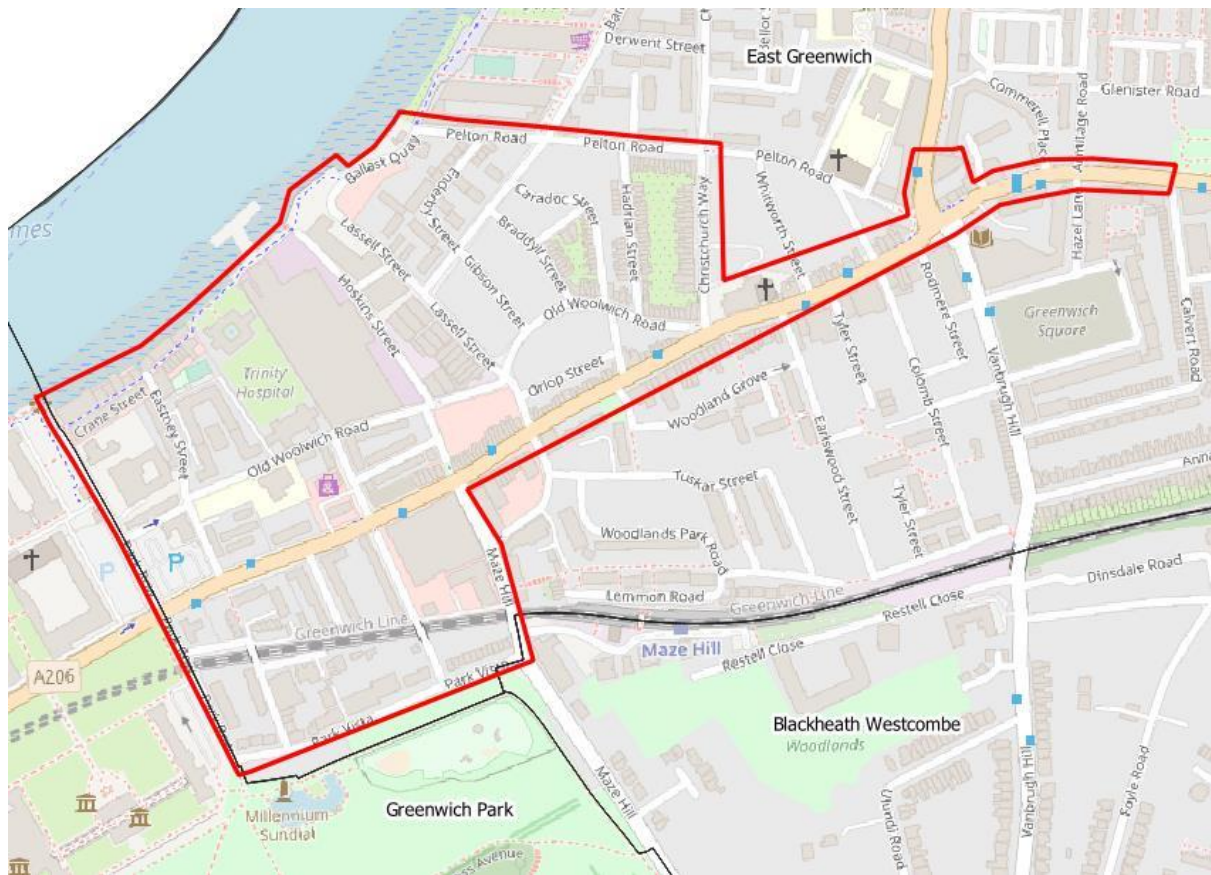 Derwent Street
East Greenwich
Glenister Road
Commerell Place
Armitage Road
Hazel Lane
Pelton Road
Pelton Road
Pelton Road
Ballast Quay
Caradoc Street
Braddyll Street
Hadrian Street
Christchurch Way
Whitworth Street
Lassell Street
Gibson Street
Hoskins Street
Lassell Street
Old Woolwich Road
Orlop Street
Rodmere Street
Greenwich
Square
Calvert Road
Tyler Street
Colomb Street
Vanbrugh Hill
Trinity
Hospital
Crane Street
Eastney Street
Old Woolwich Road
Woodland Grove
Earlswood Street
Tuskar Street
Tyler Street
Woodlands Park
Road
P
P
Maze Hill
Lemmon Road
Greenwich Line
Greenwich Line
Dinsdale Road
Restell Close
Restell Close
Maze Hill
A206
Park Vista
Park Vista
Blackheath Westcombe
Woodlands
Greenwich Park
Millennium
Sundial
Maze Hill
Vanbrugh Hill
Ulundi Road
Foyle Road